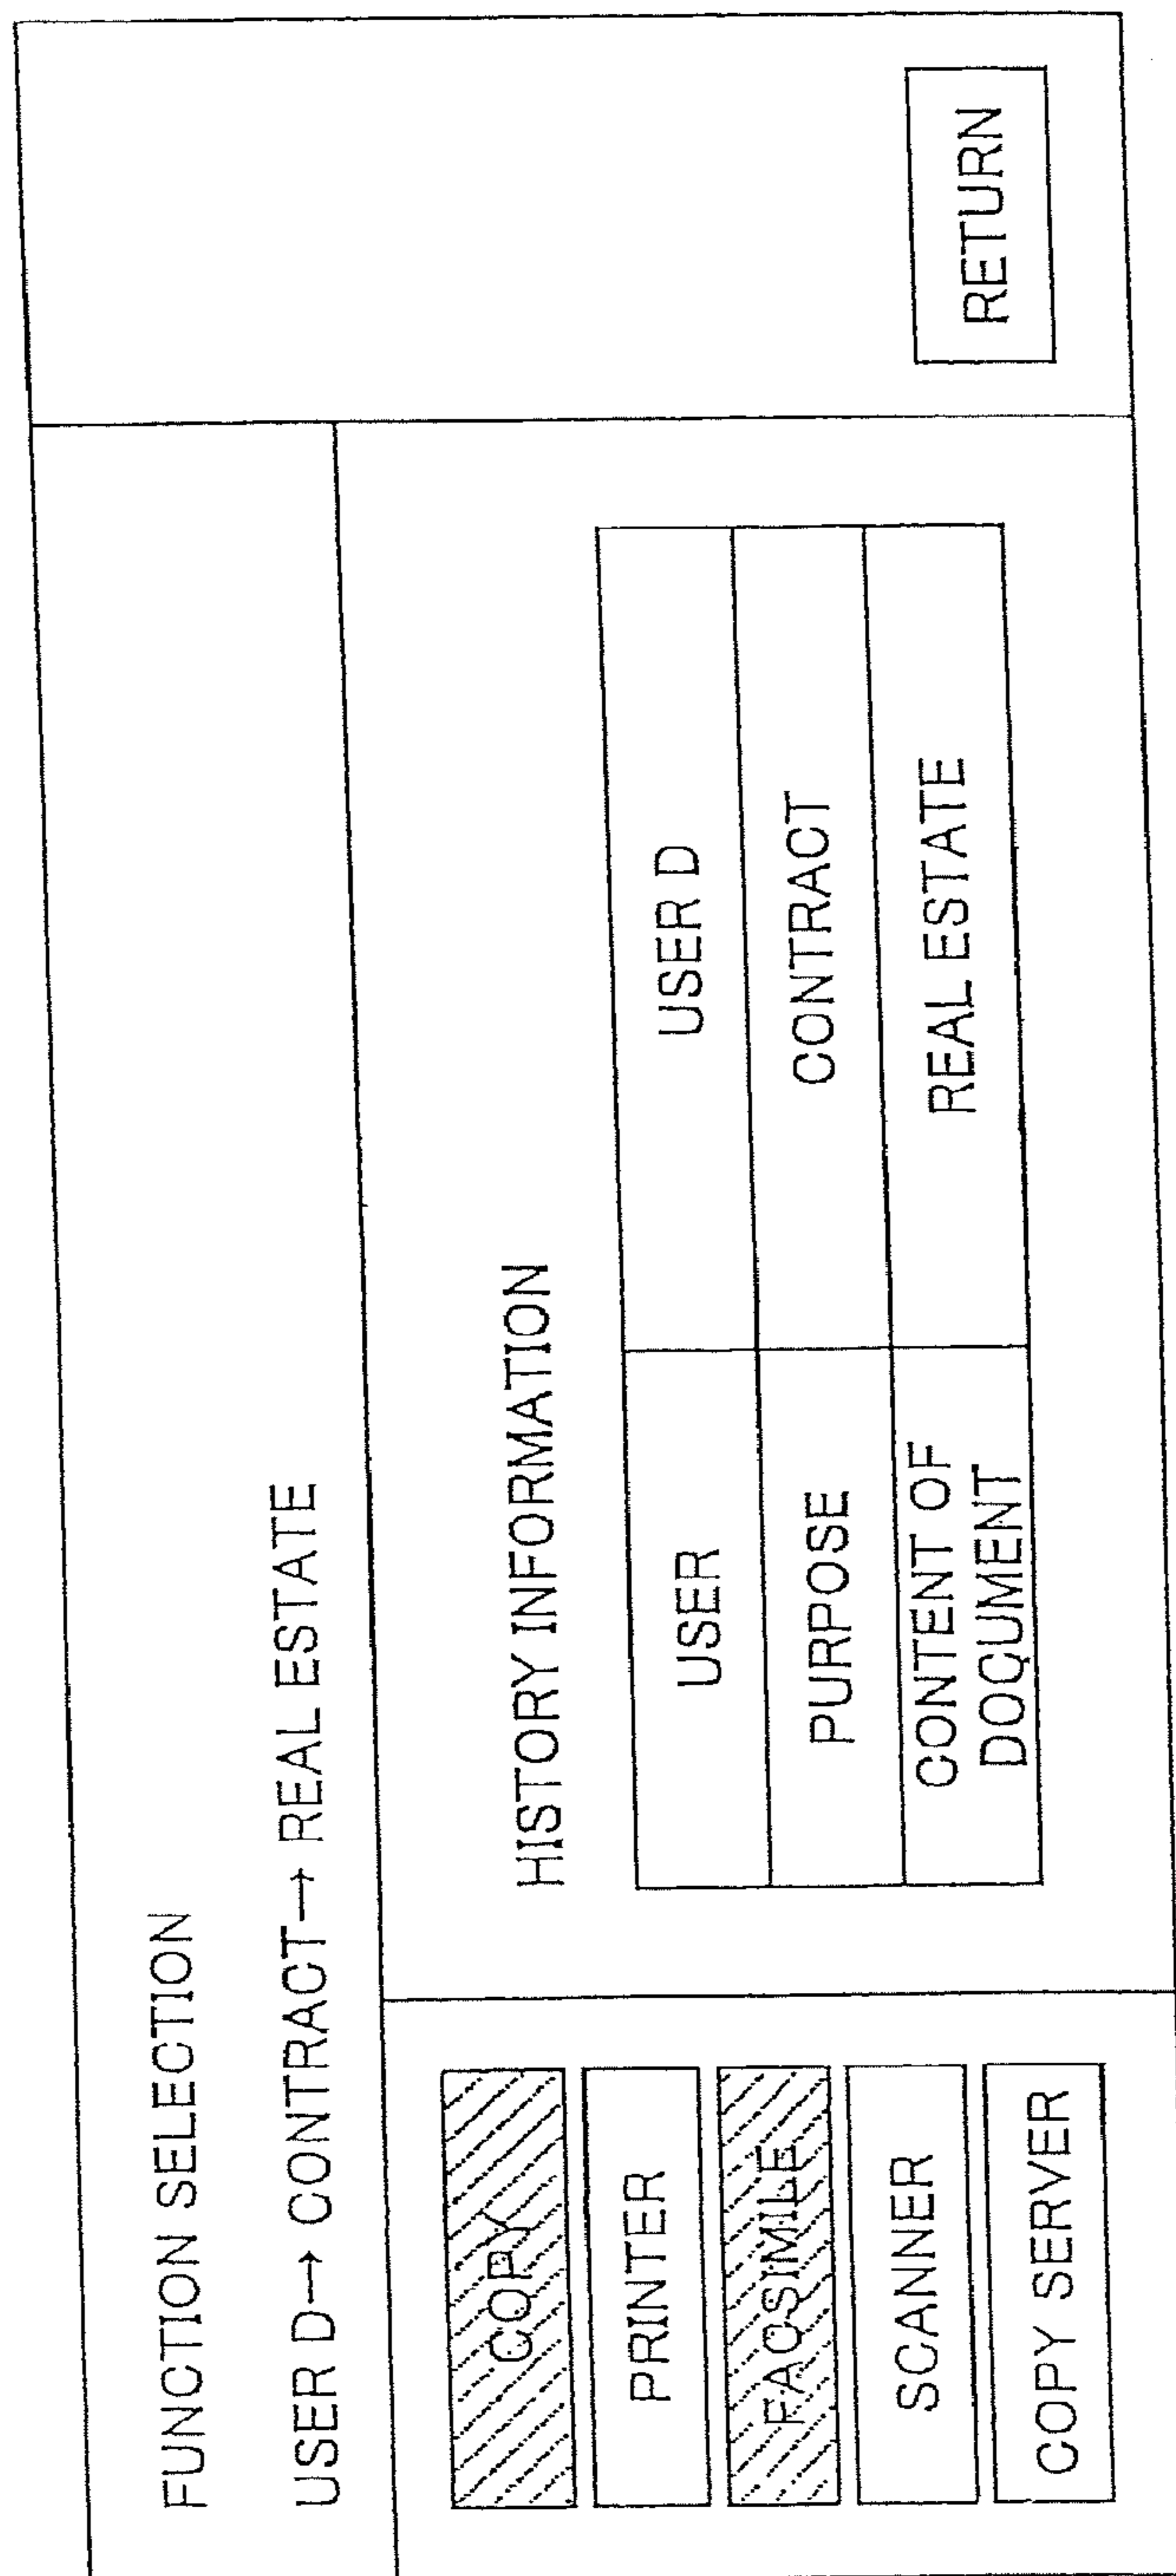 FUNCTION SELECTION
USER D→ CONTRACT→ REAL ESTATE
COPY
PRINTER
FACSIMILE
SCANNER
COPY SERVER
HISTORY INFORMATION
USER
USER D
PURPOSE
CONTRACT
CONTENT OF
DOCUMENT
REAL ESTATE
RETURN